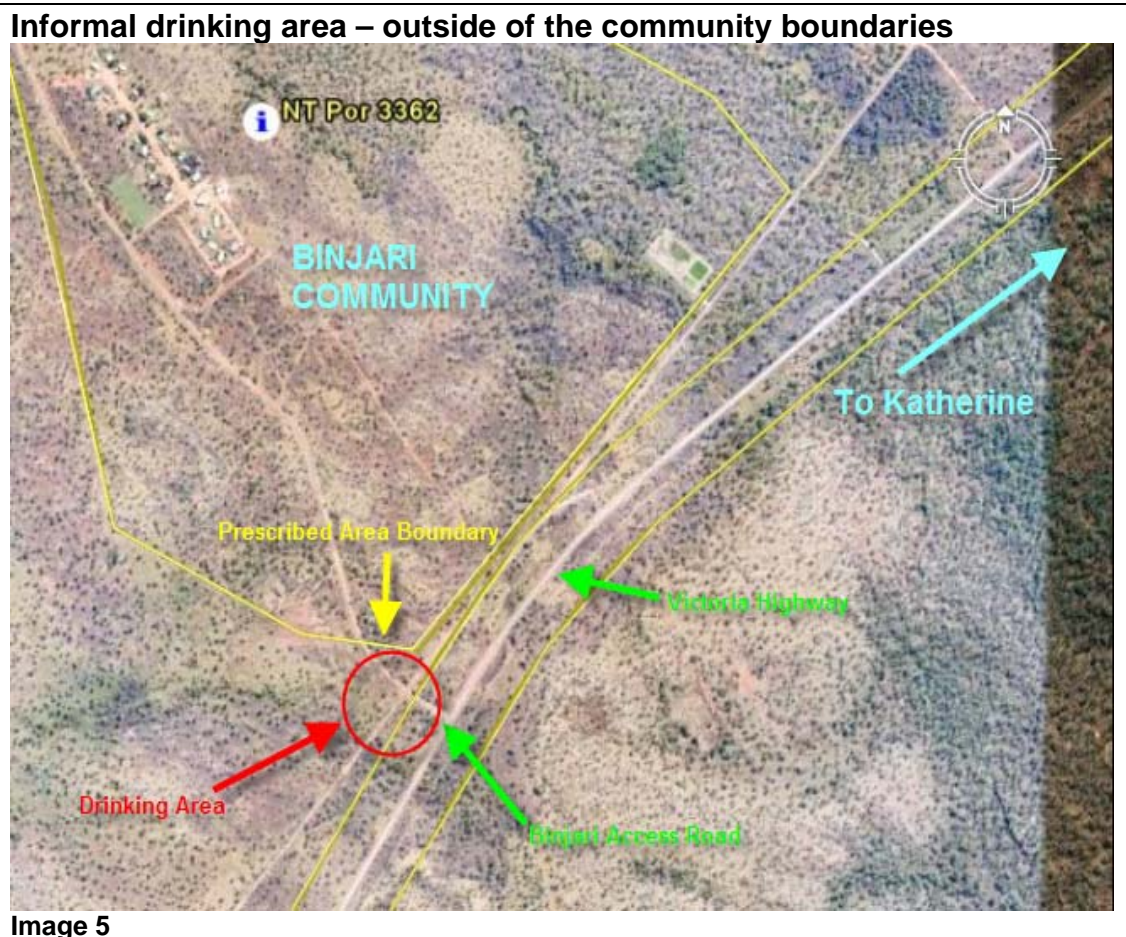 Informal drinking area – outside of the community boundaries
NT Por 3362
N
BINJARI
COMMUNITY
To Katherine
Prescribed Area Boundary
Victoria Highway
Drinking Area
Binjari Access Road
Image 5